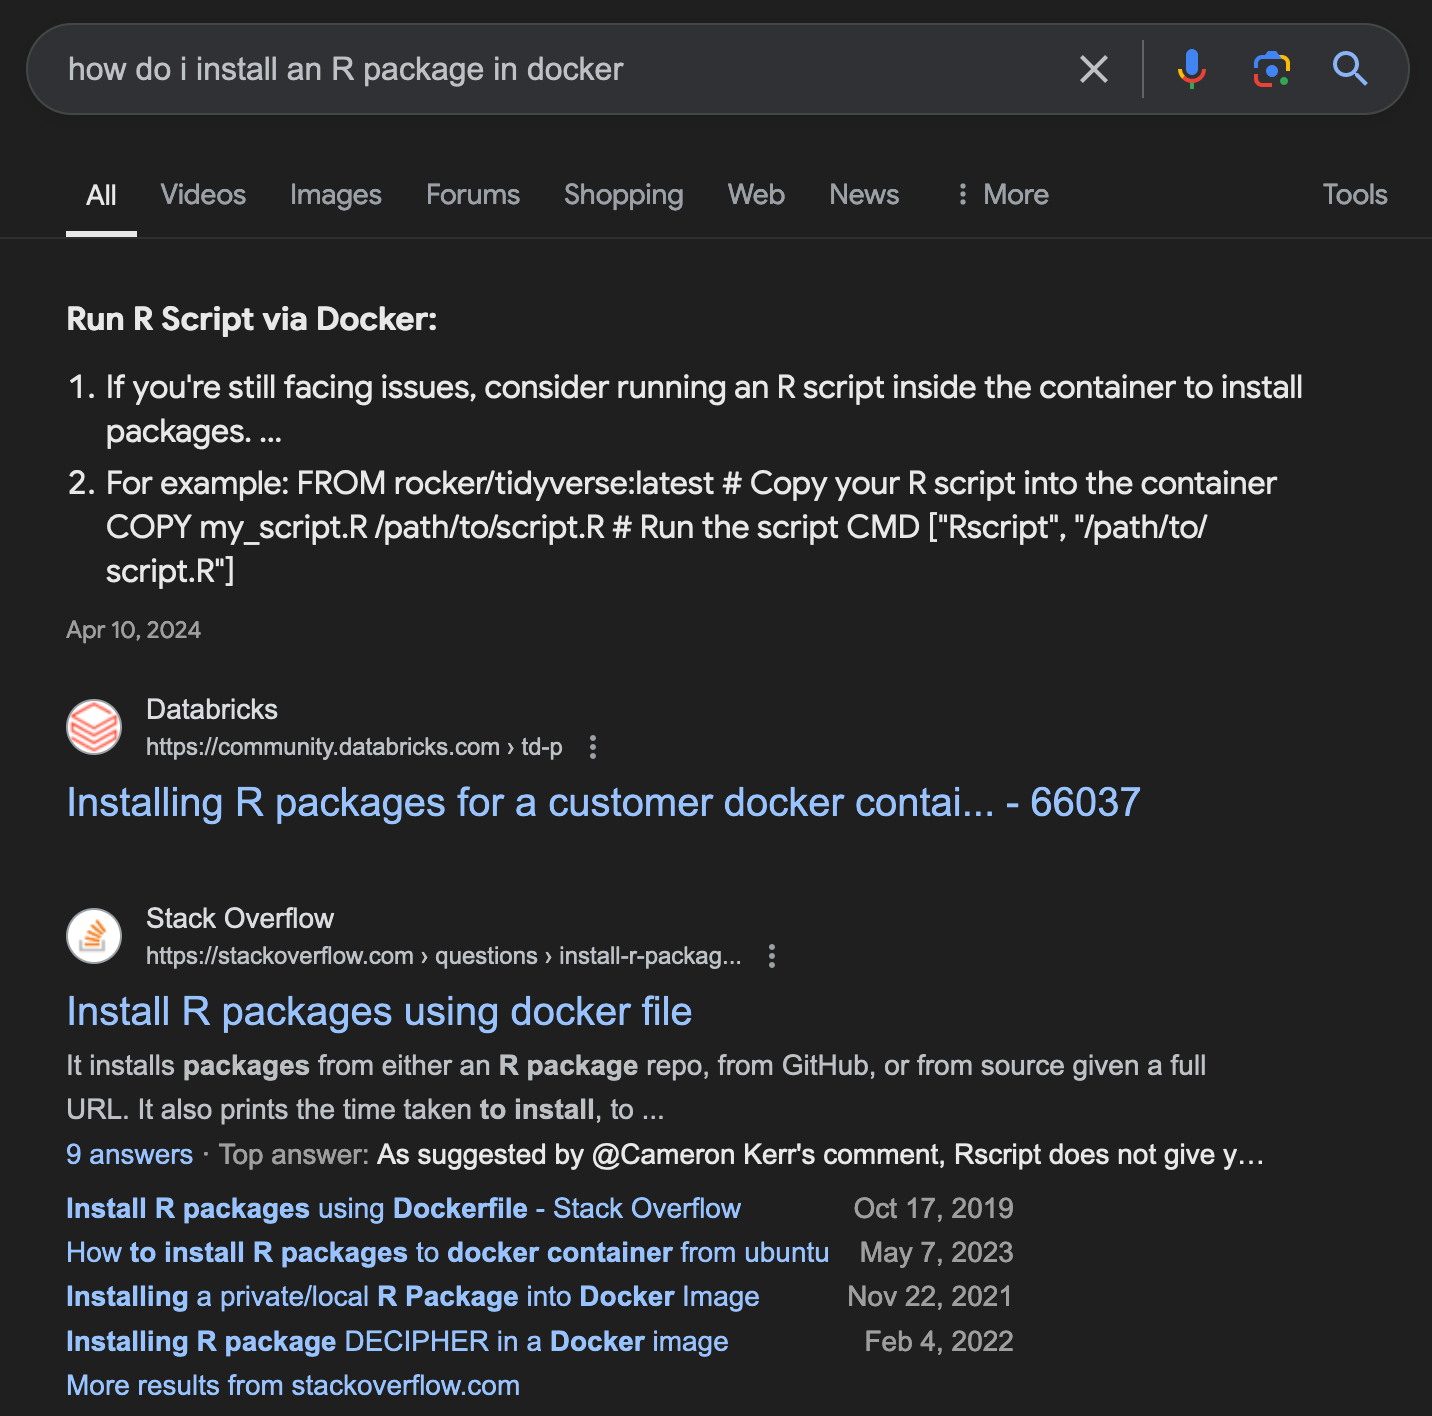 how do i install an R package in docker
All Videos Images Forums Shopping Web News More Tools
Run R Script via Docker:
1. If you're still facing issues, consider running an R script inside the container to install
packages. ...
2. For example: FROM rocker/tidyverse:latest # Copy your R script into the container
COPY my_script.R /path/to/script.R # Run the script CMD ["Rscript", "/path/to/
script.R"]
Apr 10, 2024
Databricks
https://community.databricks.com › td-p
Installing R packages for a customer docker contai... - 66037
Stack Overflow
https://stackoverflow.com › questions › install-r-packag...
Install R packages using docker file
It installs packages from either an R package repo, from GitHub, or from source given a full
URL. It also prints the time taken to install, to ...
9 answers · Top answer: As suggested by @Cameron Kerr's comment, Rscript does not give y...
Install R packages using Dockerfile - Stack Overflow Oct 17, 2019
How to install R packages to docker container from ubuntu May 7, 2023
Installing a private/local R Package into Docker Image Nov 22, 2021
Installing R package DECIPHER in a Docker image Feb 4, 2022
More results from stackoverflow.com